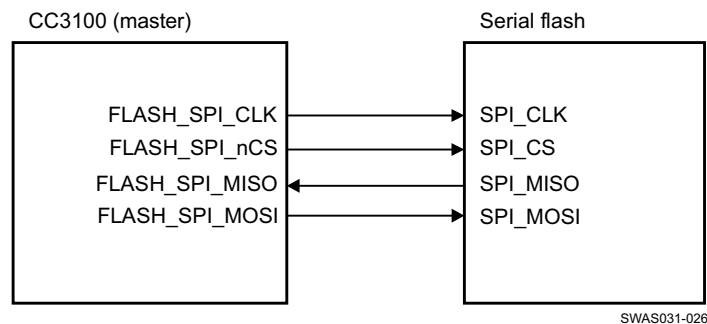 CC3100 (master) Serial flash
FLASH_SPI_CLK SPI_CLK
FLASH_SPI_nCS SPI_CS
FLASH_SPI_MISO SPI_MISO
FLASH_SPI_MOSI SPI_MOSI
SWAS031-026